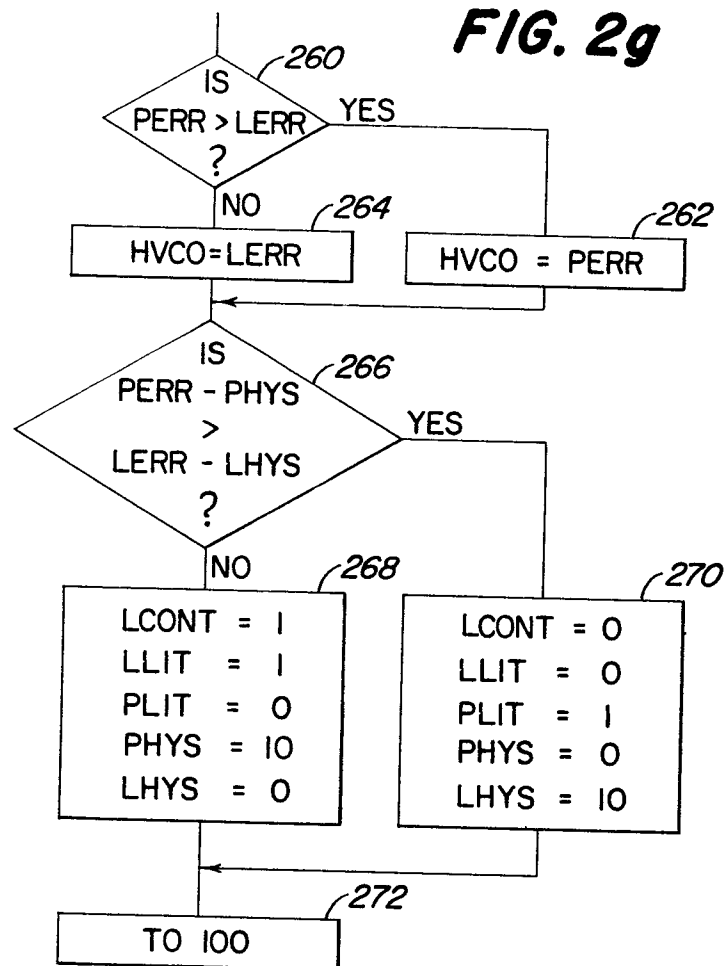 FIG. 2g
260
IS
PERR > LERR
?
YES
NO
264
HVCO=LERR
262
HVCO = PERR
IS
266
PERR - PHYS
>
LERR - LHYS
?
YES
NO
268
LCONT = 1
LLIT = 1
PLIT = 0
PHYS = 10
LHYS = 0
270
LCONT = 0
LLIT = 0
PLIT = 1
PHYS = 0
LHYS = 10
272
TO 100